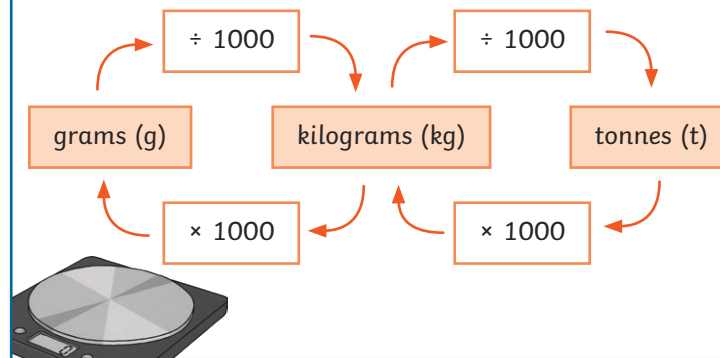 ÷ 1000
÷ 1000
grams (g)
kilograms (kg)
tonnes (t)
× 1000
× 1000